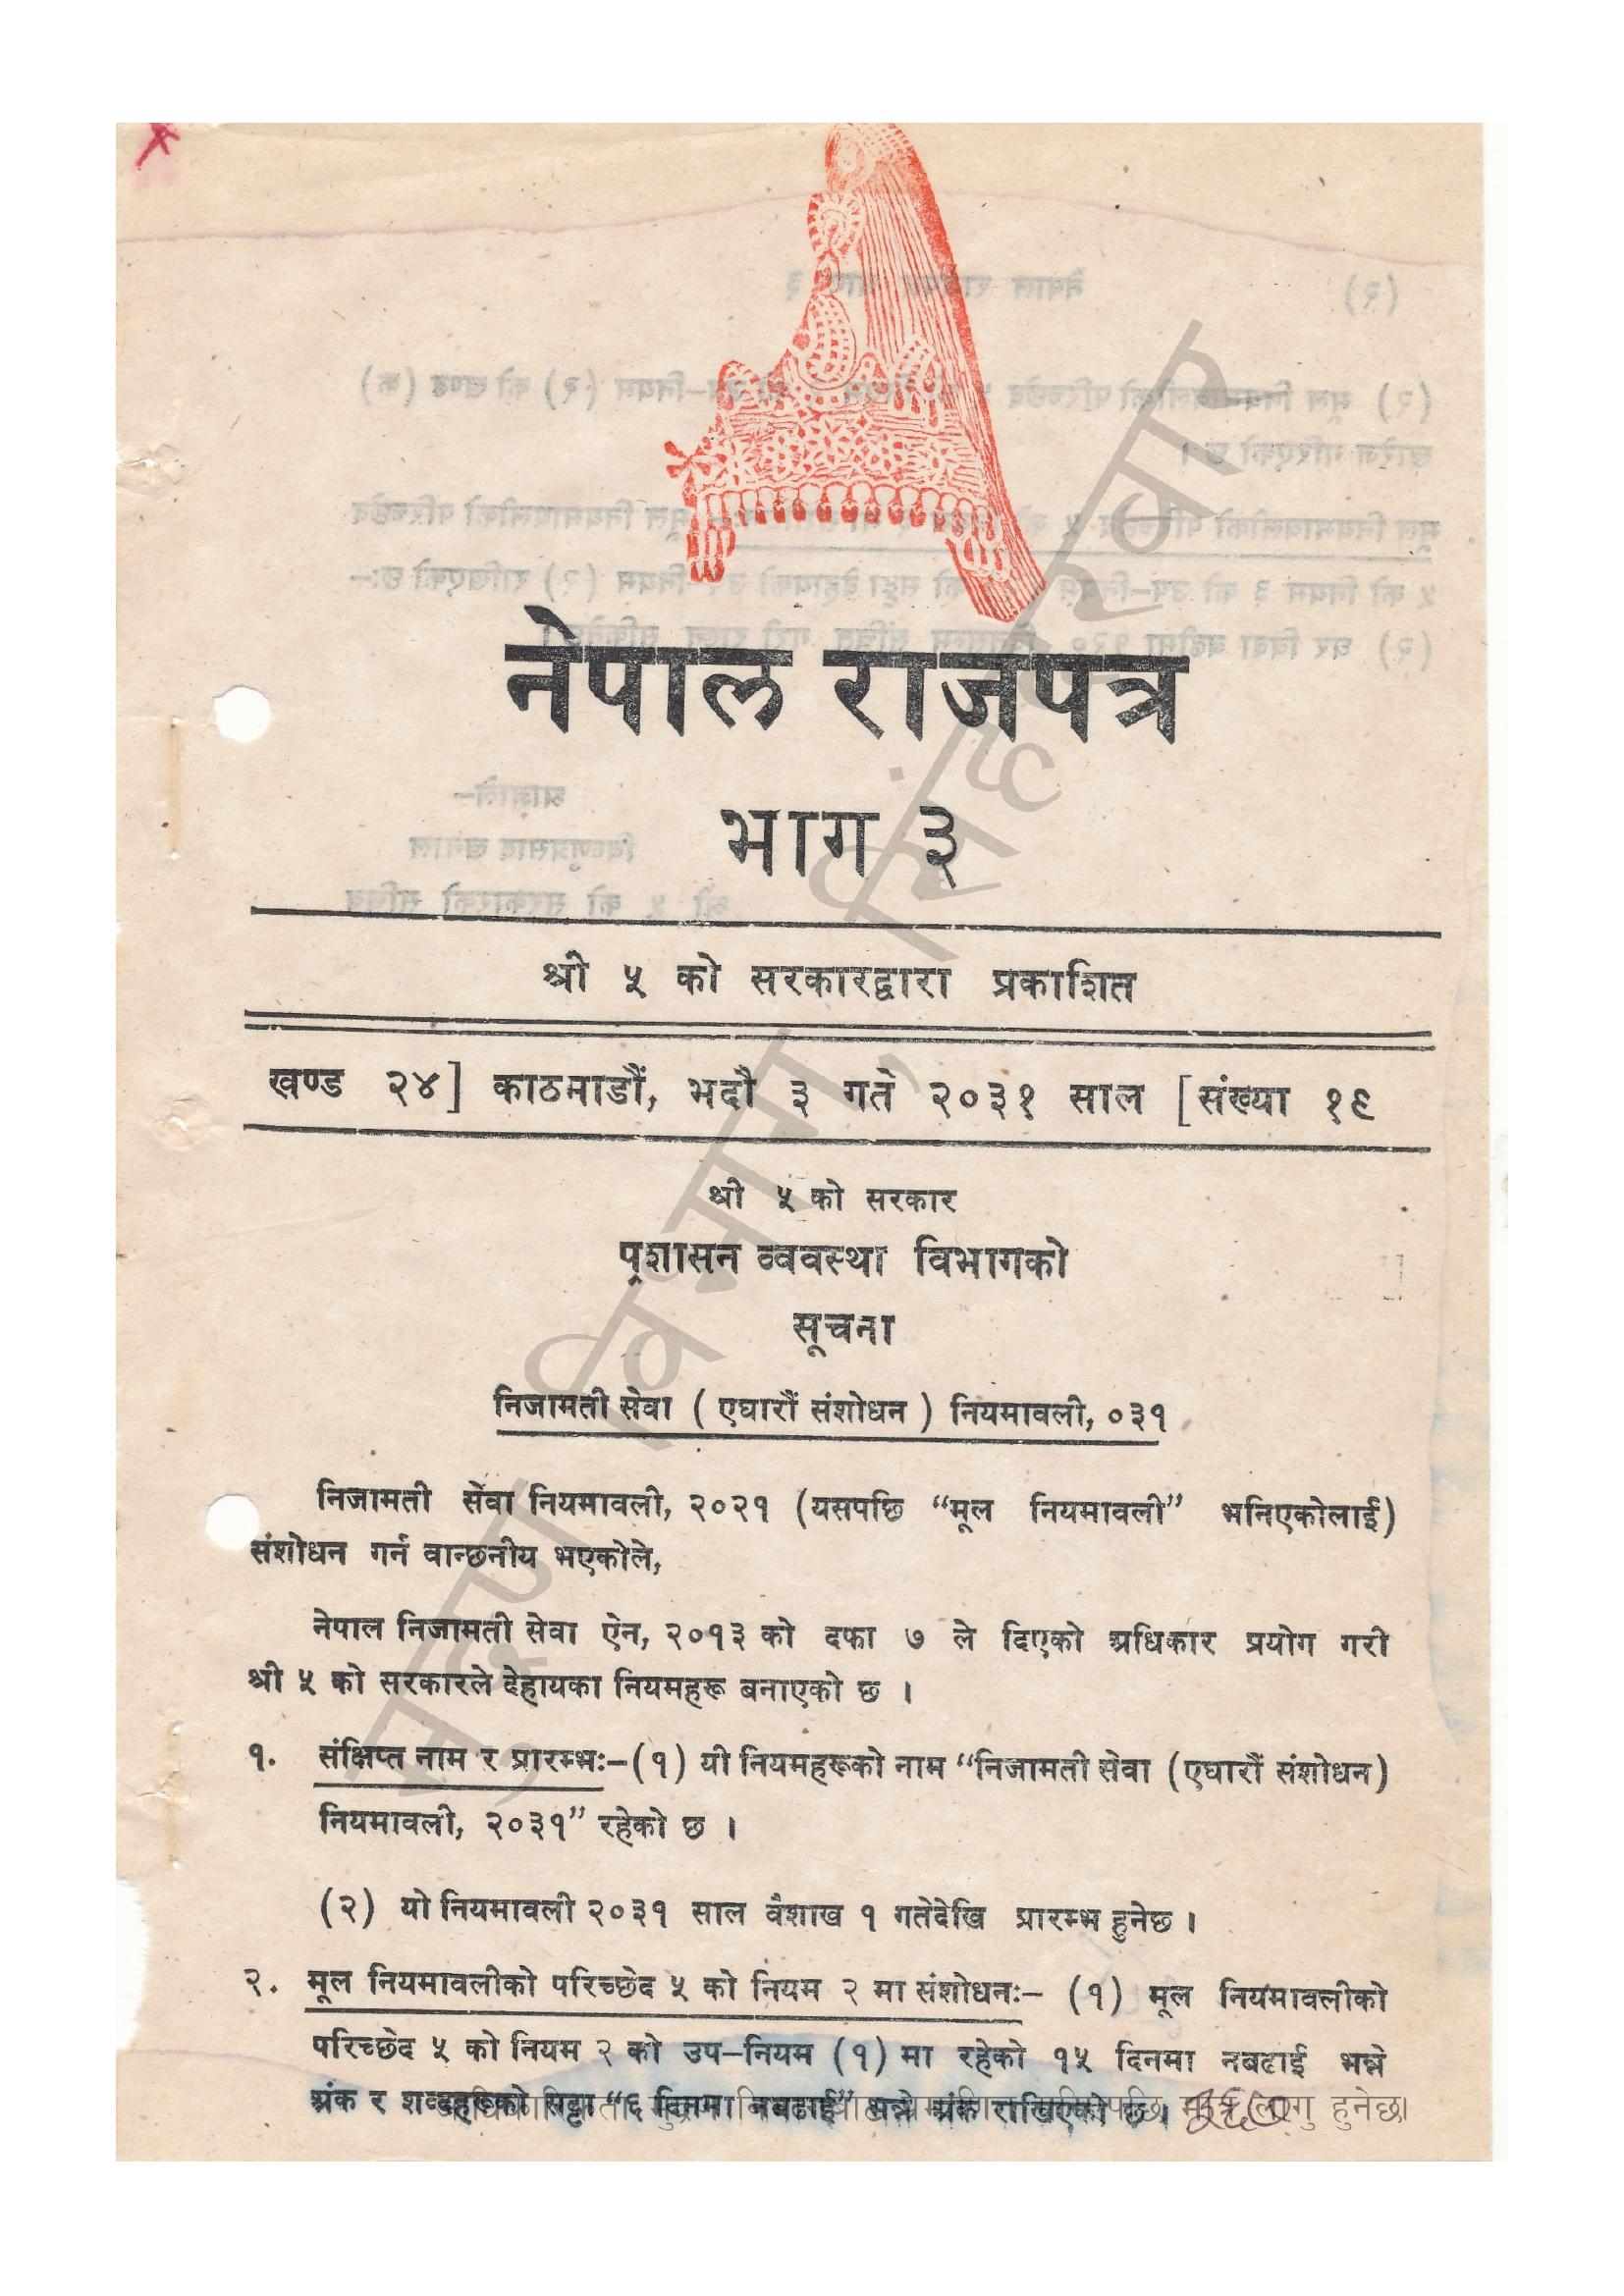 नेपाल राजपत्र
भाग ३
श्री ५ को सरकारद्वारा प्रकाशित
खण्ड २४] काठमाडौं, भदौ ३ गते २०३१ साल [संख्या १९
श्री ५ को सरकार
प्रशासन व्यवस्था विभागको
सूचना
निजामती सेवा ( एघारौं संशोधन ) नियमावली, ०३१
निजामती सेवा नियमावली, २०२१ (यसपछि “मूल नियमावली” भनिएकोलाई)
संशोधन गर्न वान्छनीय भएकोले,
नेपाल निजामती सेवा ऐन, २०१३ को दफा ७ ले दिएको अधिकार प्रयोग गरी
श्री ५ को सरकारले देहायका नियमहरू बनाएको छ ।
१. संक्षिप्त नाम र प्रारम्भः–(१) यी नियमहरूको नाम “निजामती सेवा (एघारौं संशोधन)
नियमावली, २०३१” रहेको छ ।
(२) यो नियमावली २०३१ साल वैशाख १ गतेदेखि प्रारम्भ हुनेछ ।
२. मूल नियमावलीको परिच्छेद ५ को नियम २ मा संशोधनः– (१) मूल नियमावलीको
परिच्छेद ५ को नियम २ को उप–नियम (१) मा रहेको १५ दिनमा नबढाई भन्ने
अंक र शब्दहरूको सट्टा “६ दिनमा नबढाई” भन्ने अंक राखिएको छ । लागु हुनेछ।
मुद्रण विभाग, सिंहदरवार